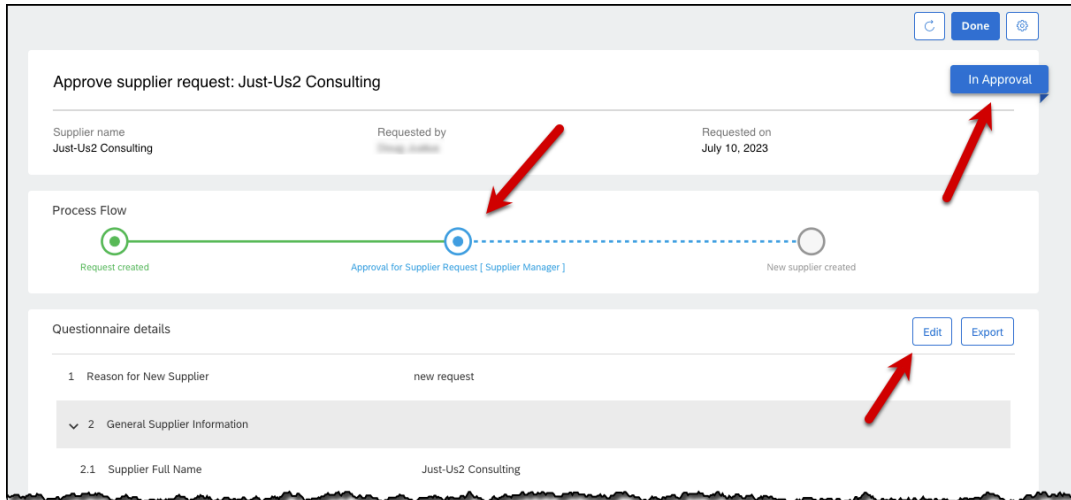 Done
Approve supplier request: Just-Us2 Consulting
In Approval
Supplier name
Requested by
Requested on
Just-Us2 Consulting
July 10, 2023
Process Flow
Request created
Approval for Supplier Request [ Supplier Manager ]
New supplier created
Questionnaire details
Edit
Export
1 Reason for New Supplier
new request
2 General Supplier Information
2.1 Supplier Full Name
Just-Us2 Consulting